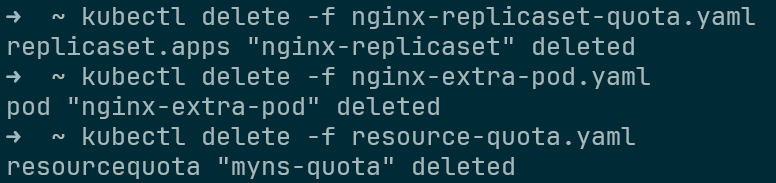 ➜  ~ kubectl delete -f nginx-replicaset-quota.yaml
replicaset.apps "nginx-replicaset" deleted
➜  ~ kubectl delete -f nginx-extra-pod.yaml
pod "nginx-extra-pod" deleted
➜  ~ kubectl delete -f resource-quota.yaml
resourcequota "myns-quota" deleted